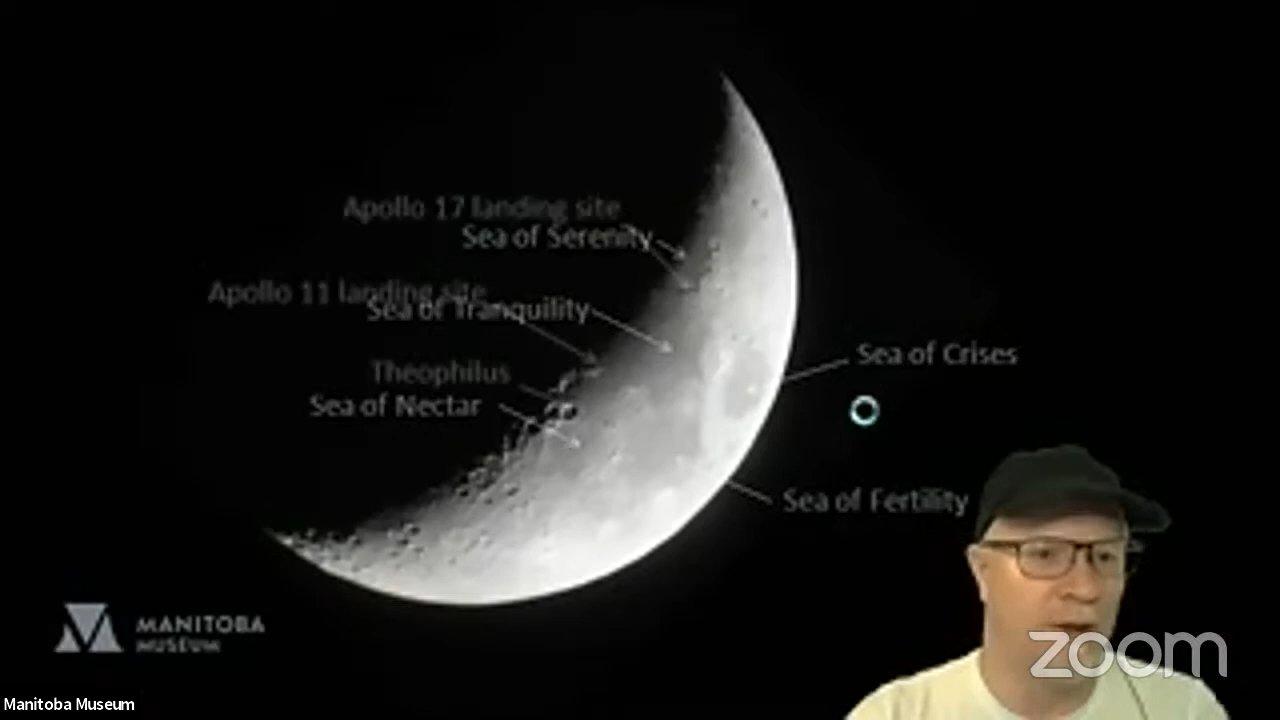 Apollo 17 landing site
Sea of Serenity
Apollo 11 landing site
Sea of Tranquility
Sea of Crises
Theophilus
Sea of Nectar
Sea of Fertility
MANITOBA
MUSEUM
zoom
Manitoba Museum